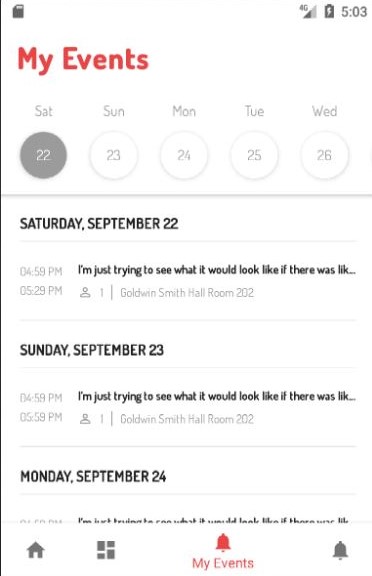 4G 5:03
My Events
Sat Sun Mon Tue Wed
22 23 24 25 26
SATURDAY, SEPTEMBER 22
04:59 PM I'm just trying to see what it would look like if there was lik...
05:29 PM 1 | Goldwin Smith Hall Room 202
SUNDAY, SEPTEMBER 23
04:59 PM I'm just trying to see what it would look like if there was lik...
05:59 PM 1 | Goldwin Smith Hall Room 202
MONDAY, SEPTEMBER 24
04:59 PM I'm just trying to see what it would look like if there was lik...
My Events